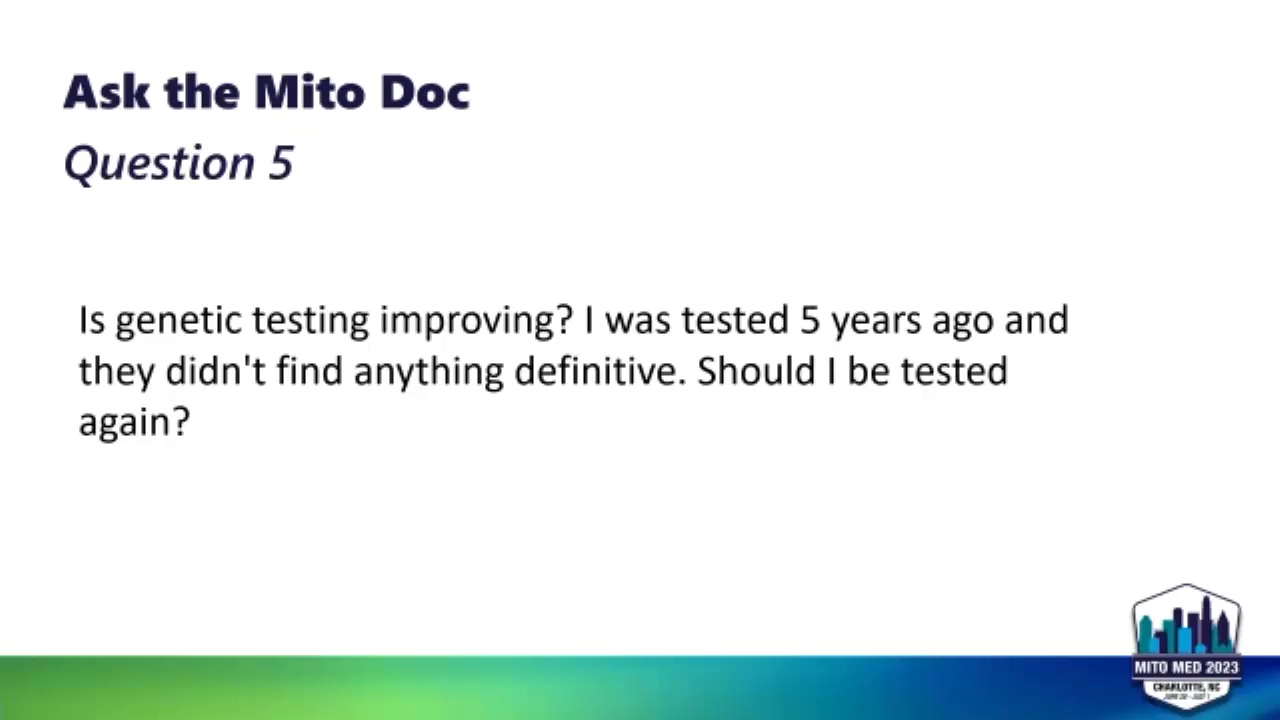 Ask the Mito Doc
Question 5
Is genetic testing improving? I was tested 5 years ago and
they didn't find anything definitive. Should I be tested
again?
MITO MED 2023
CHARLOTTE, NC